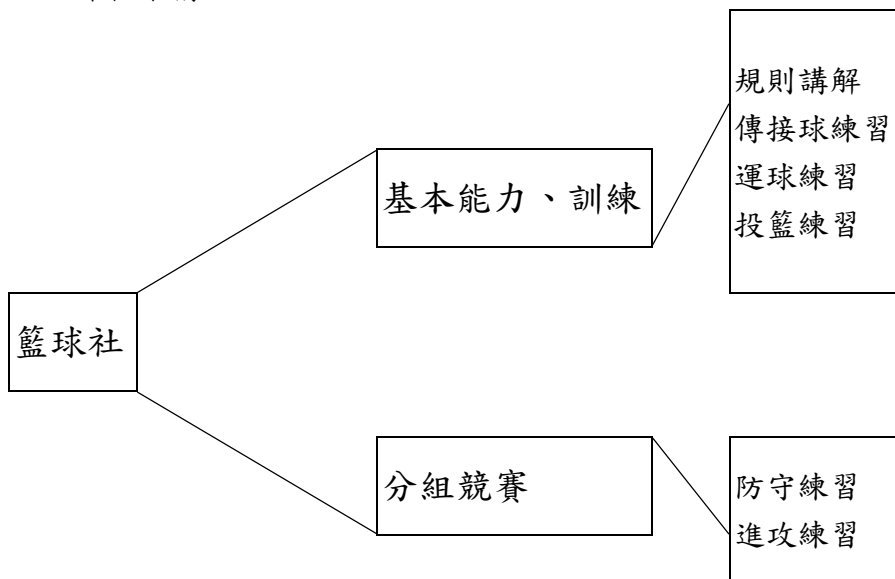 籃球社
基本能力、訓練
規則講解
傳接球練習
運球練習
投籃練習
分組競賽
防守練習
進攻練習